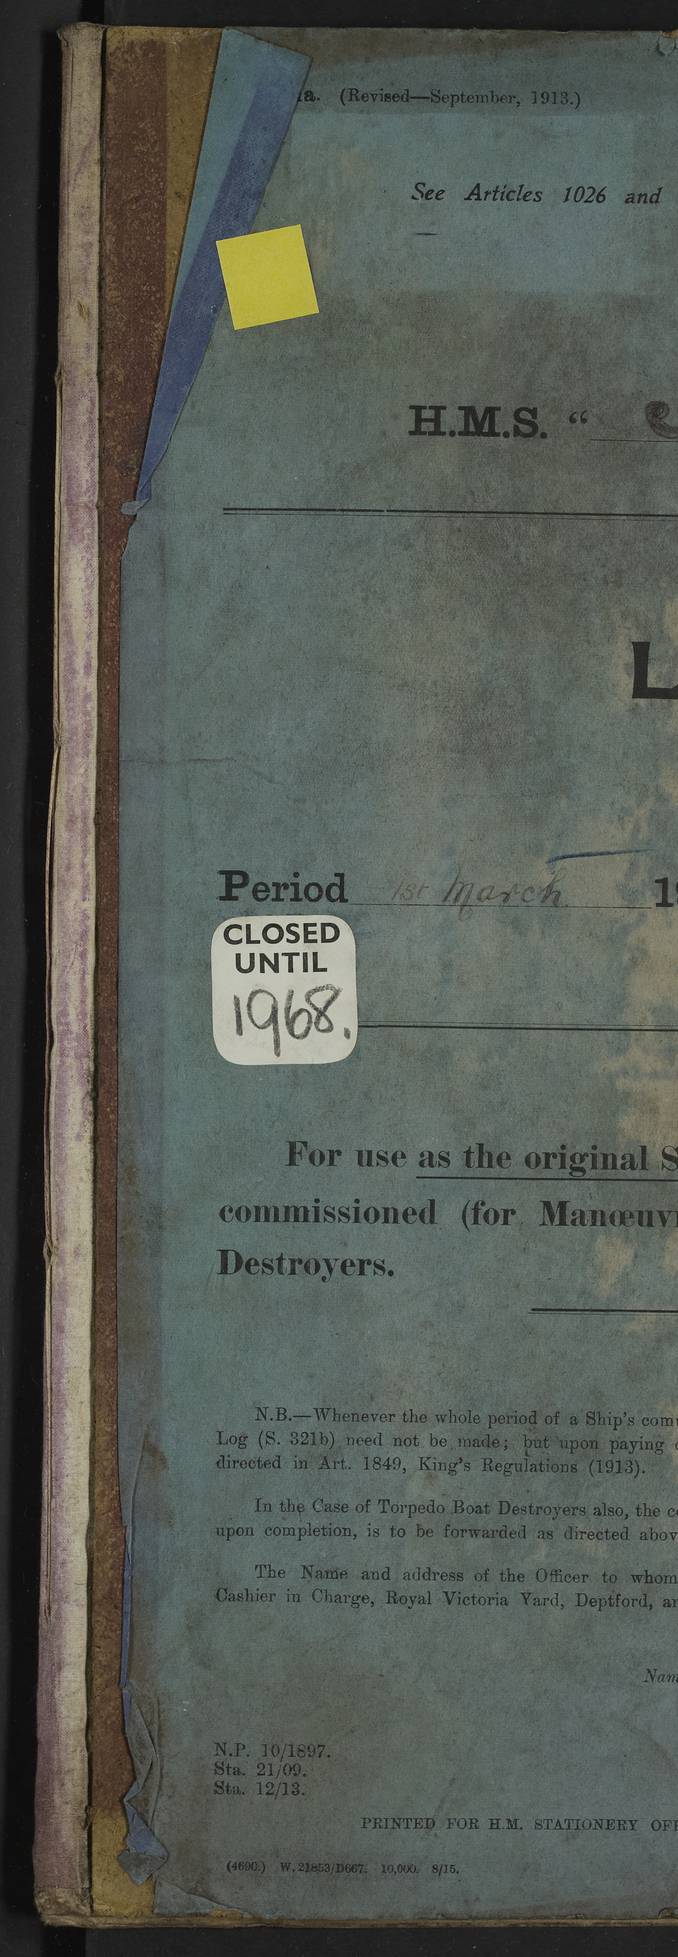 a. (Revised—September, 1913.)
See Articles 1026 and
H.M.S. “
L
Period 1st March 19
CLOSED
UNTIL
1968.
For use as the original S
commissioned (for Manœuvr
Destroyers.
N.B.—Whenever the whole period of a Ship's com
Log (S. 321b) need not be made; but upon paying
directed in Art. 1849, King's Regulations (1913).
In the Case of Torpedo Boat Destroyers also, the c
upon completion, is to be forwarded as directed abov
The Name and address of the Officer to whom
Cashier in Charge, Royal Victoria Yard, Deptford, a
Nam
N.P. 10/1897.
Sta. 21/09.
Sta. 12/13.
PRINTED FOR H.M. STATIONERY OFF
(4690.) W. 21853/D667. 10,000. 8/15.